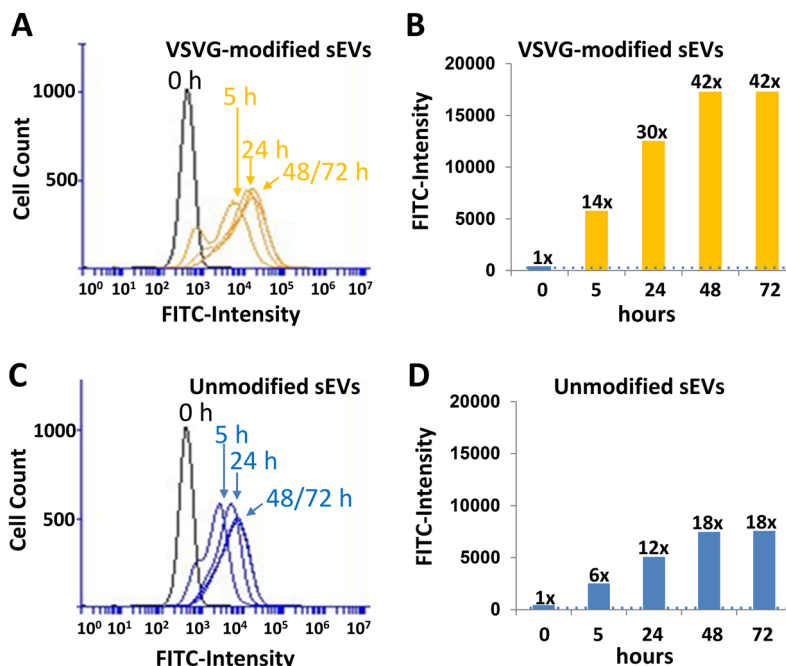 A
VSVG-modified sEVs
0 h
5 h
24 h
48/72 h
1000
500
Cell Count
10⁰ 10¹ 10² 10³ 10⁴ 10⁵ 10⁶ 10⁷
FITC-Intensity
B
VSVG-modified sEVs
20000
15000
10000
5000
0
FITC-Intensity
1x
14x
30x
42x
42x
0 5 24 48 72
hours
C
Unmodified sEVs
0 h
5 h
24 h
48/72 h
1000
500
Cell Count
10⁰ 10¹ 10² 10³ 10⁴ 10⁵ 10⁶ 10⁷
FITC-Intensity
D
Unmodified sEVs
20000
15000
10000
5000
0
FITC-Intensity
1x
6x
12x
18x
18x
0 5 24 48 72
hours